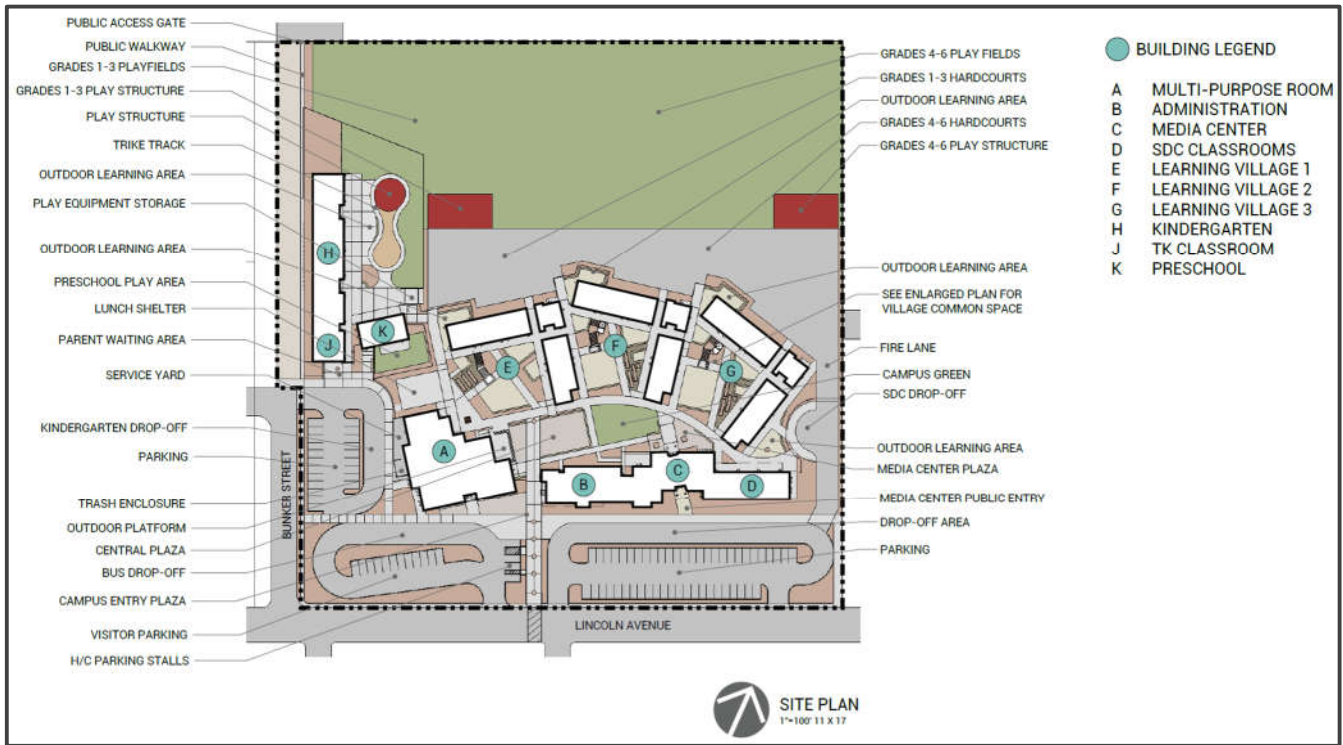 PUBLIC ACCESS GATE
PUBLIC WALKWAY
GRADES 1-3 PLAYFIELDS
GRADES 1-3 PLAY STRUCTURE
PLAY STRUCTURE
TRIKE TRACK
OUTDOOR LEARNING AREA
PLAY EQUIPMENT STORAGE
OUTDOOR LEARNING AREA
PRESCHOOL PLAY AREA
LUNCH SHELTER
PARENT WAITING AREA
SERVICE YARD
KINDERGARTEN DROP-OFF
PARKING
TRASH ENCLOSURE
OUTDOOR PLATFORM
CENTRAL PLAZA
BUS DROP-OFF
CAMPUS ENTRY PLAZA
VISITOR PARKING
H/C PARKING STALLS
BUNKER STREET
LINCOLN AVENUE
H
J
K
E
F
G
A
B
C
D
GRADES 4-6 PLAY FIELDS
GRADES 1-3 HARDCOURTS
OUTDOOR LEARNING AREA
GRADES 4-6 HARDCOURTS
GRADES 4-6 PLAY STRUCTURE
OUTDOOR LEARNING AREA
SEE ENLARGED PLAN FOR
VILLAGE COMMON SPACE
FIRE LANE
CAMPUS GREEN
SDC DROP-OFF
OUTDOOR LEARNING AREA
MEDIA CENTER PLAZA
MEDIA CENTER PUBLIC ENTRY
DROP-OFF AREA
PARKING
BUILDING LEGEND
A MULTI-PURPOSE ROOM
B ADMINISTRATION
C MEDIA CENTER
D SDC CLASSROOMS
E LEARNING VILLAGE 1
F LEARNING VILLAGE 2
G LEARNING VILLAGE 3
H KINDERGARTEN
J TK CLASSROOM
K PRESCHOOL
SITE PLAN
1"=100' 11 X 17